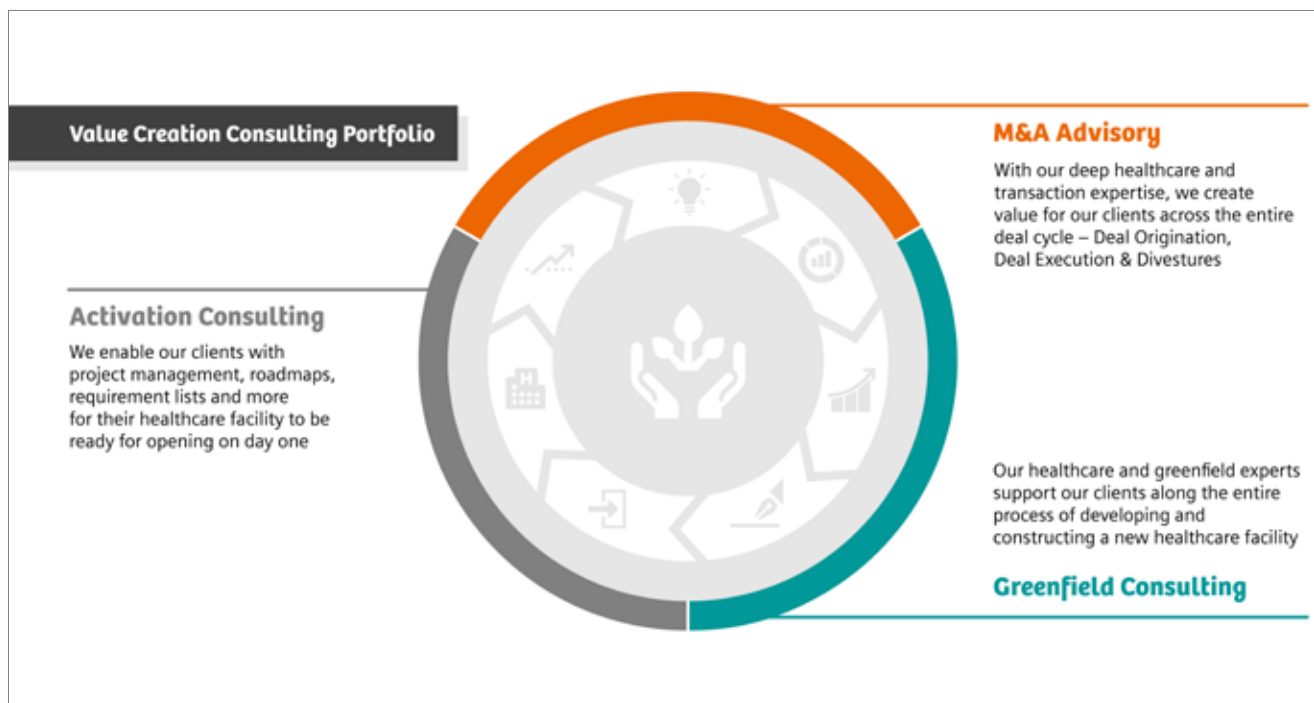 Value Creation Consulting Portfolio
M&A Advisory
With our deep healthcare and
transaction expertise, we create
value for our clients across the entire
deal cycle – Deal Origination,
Deal Execution & Divestures
Activation Consulting
We enable our clients with
project management, roadmaps,
requirement lists and more
for their healthcare facility to be
ready for opening on day one
H
Our healthcare and greenfield experts
support our clients along the entire
process of developing and
constructing a new healthcare facility
Greenfield Consulting